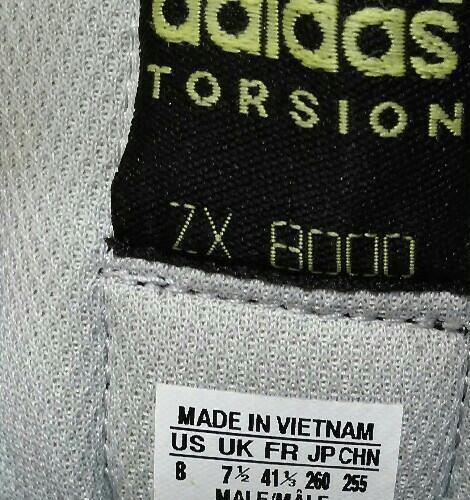 adidas
TORSION
ZX 8000
MADE IN VIETNAM
US UK FR JP CHN
8 7½ 41⅓ 260 255
MALE/MÂLE